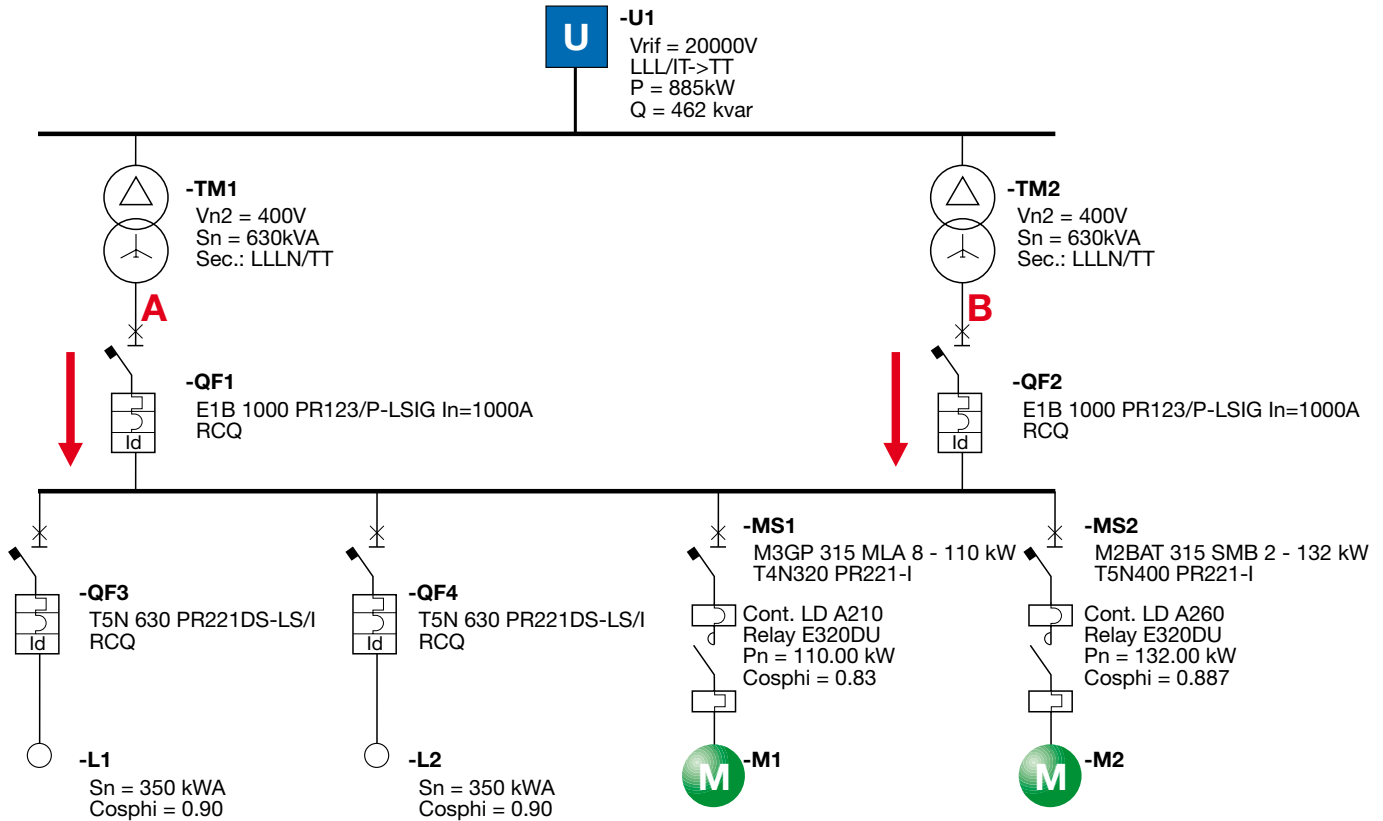 U
-U1
Vrif = 20000V
LLL/IT->TT
P = 885kW
Q = 462 kvar
-TM1
Vn2 = 400V
Sn = 630kVA
Sec.: LLLN/TT
-TM2
Vn2 = 400V
Sn = 630kVA
Sec.: LLLN/TT
A
B
-QF1
E1B 1000 PR123/P-LSIG In=1000A
RCQ
Id
-QF2
E1B 1000 PR123/P-LSIG In=1000A
RCQ
Id
-QF3
T5N 630 PR221DS-LS/I
RCQ
Id
-QF4
T5N 630 PR221DS-LS/I
RCQ
Id
-MS1
M3GP 315 MLA 8 - 110 kW
T4N320 PR221-I
Cont. LD A210
Relay E320DU
Pn = 110.00 kW
Cosphi = 0.83
-MS2
M2BAT 315 SMB 2 - 132 kW
T5N400 PR221-I
Cont. LD A260
Relay E320DU
Pn = 132.00 kW
Cosphi = 0.887
-L1
Sn = 350 kWA
Cosphi = 0.90
-L2
Sn = 350 kWA
Cosphi = 0.90
M
-M1
M
-M2